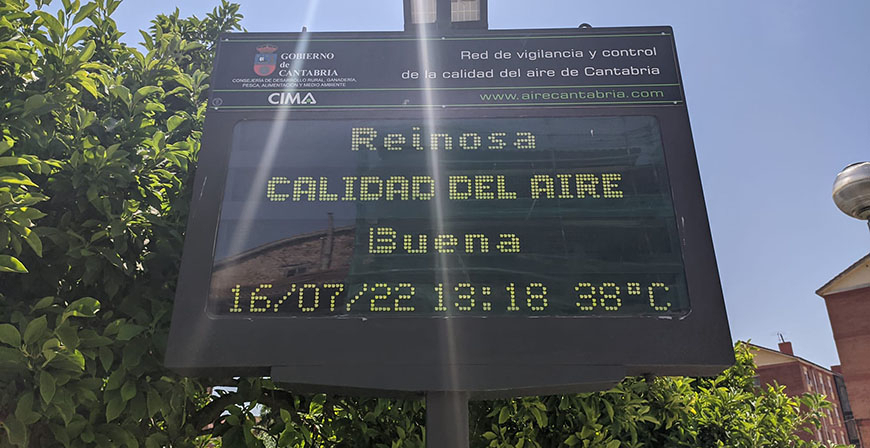 GOBIERNO
de
CANTABRIA
CONSEJERÍA DE DESARROLLO RURAL, GANADERÍA,
PESCA, ALIMENTACIÓN Y MEDIO AMBIENTE
CIMA
Red de vigilancia y control
de la calidad del aire de Cantabria
www.airecantabria.com
Reinosa
CALIDAD DEL AIRE
Buena
16/07/22 13:18 38°C